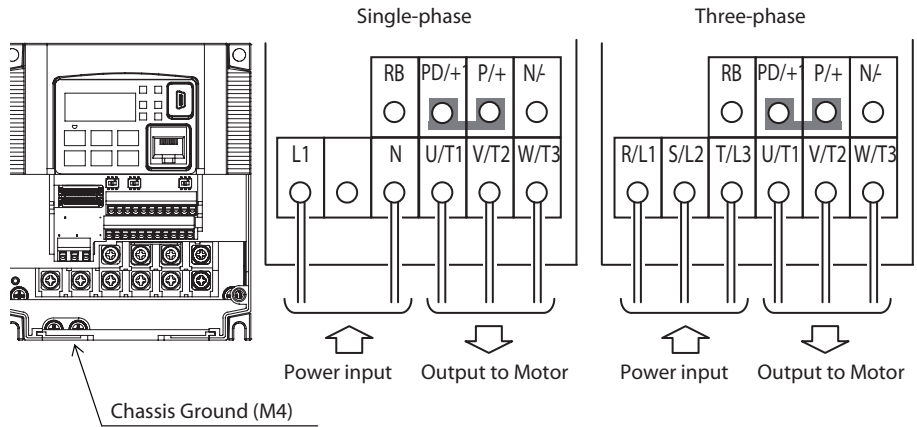 Single-phase
Three-phase
RB PD/+1 P/+ N/-
L1 N U/T1 V/T2 W/T3
RB PD/+1 P/+ N/-
R/L1 S/L2 T/L3 U/T1 V/T2 W/T3
Power input
Output to Motor
Power input
Output to Motor
Chassis Ground (M4)